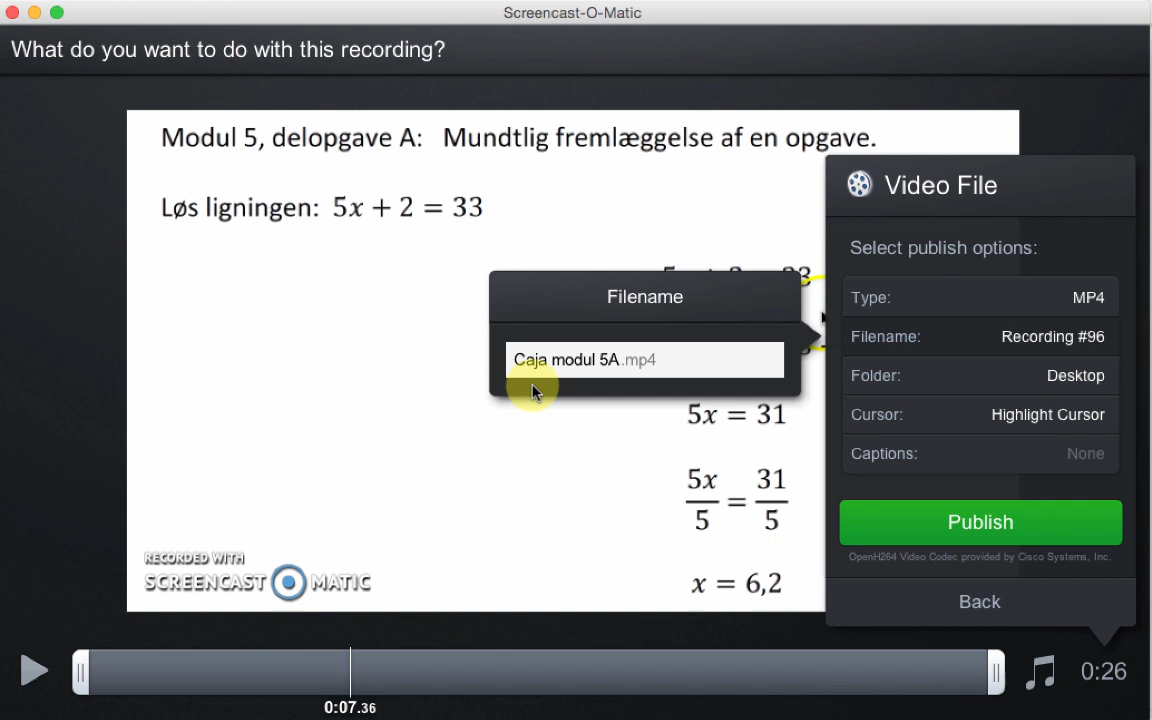 Screencast-O-Matic
What do you want to do with this recording?
Modul 5, delopgave A: Mundtlig fremlæggelse af en opgave.
Løs ligningen: 5x + 2 = 33
Filename
Caja modul 5A.mp4
5x = 31
5x/5 = 31/5
x = 6,2
RECORDED WITH
SCREENCAST MATIC
Video File
Select publish options:
Type: MP4
Filename: Recording #96
Folder: Desktop
Cursor: Highlight Cursor
Captions: None
Publish
OpenH264 Video Codec provided by Cisco Systems, Inc.
Back
0:26
0:07.36